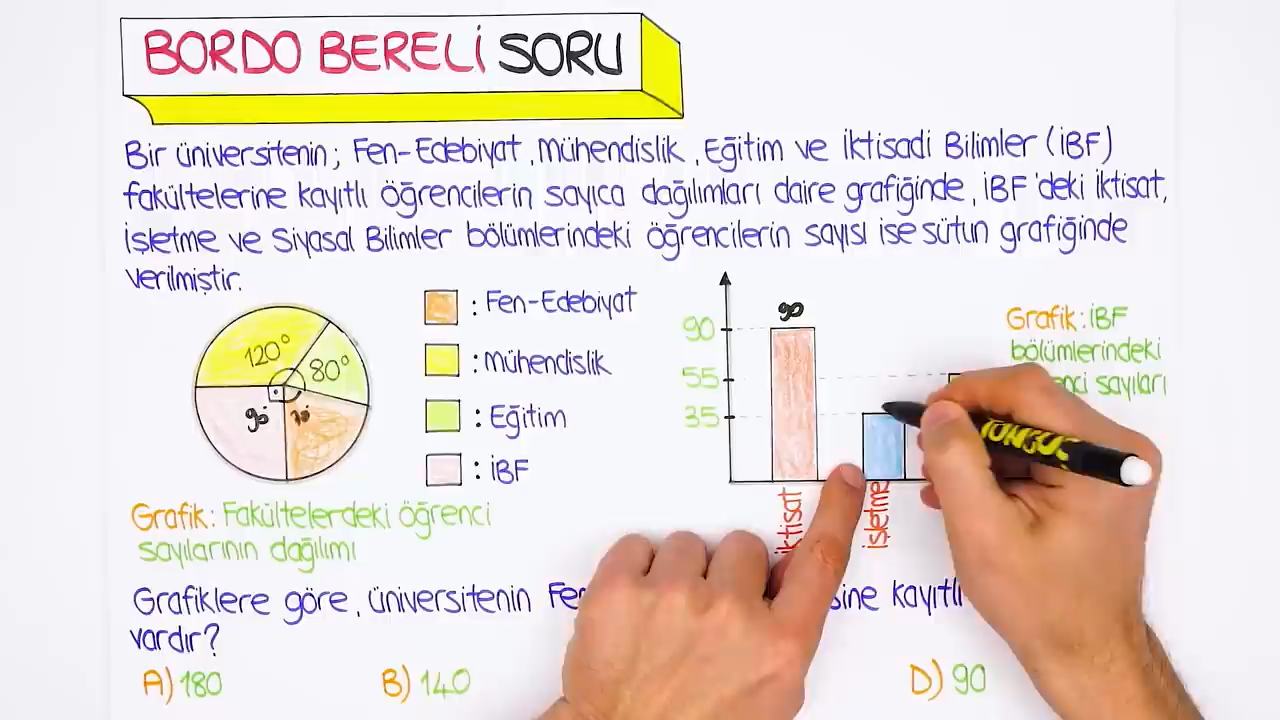 BORDO BERELİ SORU
Bir üniversitenin; Fen-Edebiyat, Mühendislik, Eğitim ve İktisadi Bilimler (İBF)
fakültelerine kayıtlı öğrencilerin sayıca dağılımları daire grafiğinde, İBF'deki İktisat,
İşletme ve Siyasal Bilimler bölümlerindeki öğrencilerin sayısı ise sütun grafiğinde
verilmiştir.
120°
80°
90°
70°
: Fen-Edebiyat
: Mühendislik
: Eğitim
: İBF
Grafik: Fakültelerdeki öğrenci
sayılarının dağılımı
90
90
55
35
İktisat
İşletme
Grafik: İBF
bölümlerindeki
sayıları
TONGUÇ
Grafiklere göre, üniversitenin kayıtlı
vardır?
A) 180
B) 140
D) 90